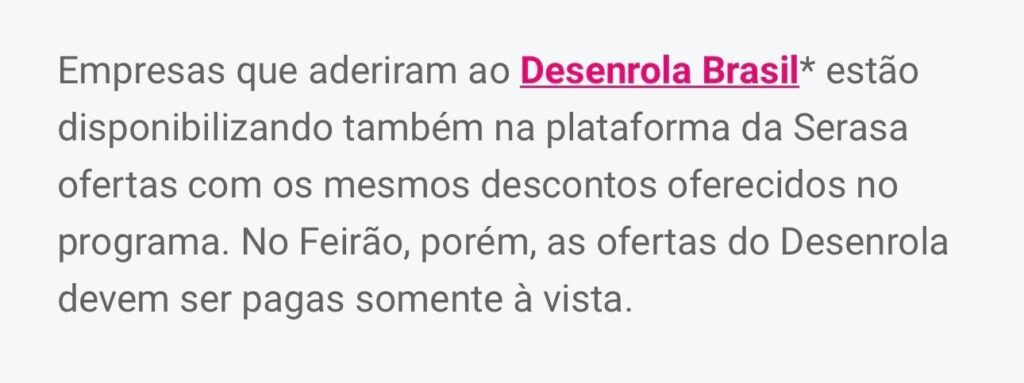 Empresas que aderiram ao Desenrola Brasil* estão
disponibilizando também na plataforma da Serasa
ofertas com os mesmos descontos oferecidos no
programa. No Feirão, porém, as ofertas do Desenrola
devem ser pagas somente à vista.